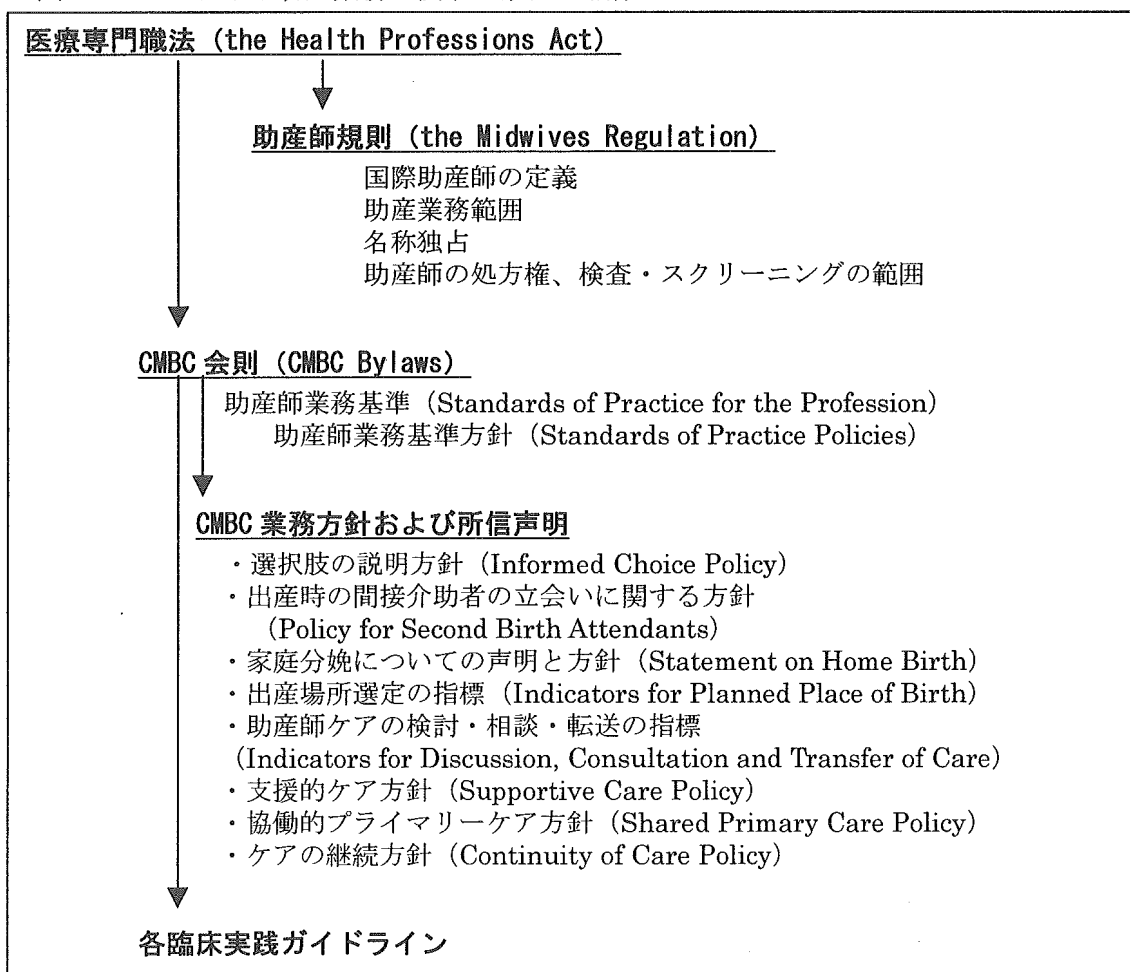 医療専門職法 (the Health Professions Act)
助産師規則 (the Midwives Regulation)
国際助産師の定義
助産業務範囲
名称独占
助産師の処方権、検査・スクリーニングの範囲
CMBC 会則 (CMBC Bylaws)
助産師業務基準 (Standards of Practice for the Profession)
助産師業務基準方針 (Standards of Practice Policies)
CMBC 業務方針および所信声明
・選択肢の説明方針 (Informed Choice Policy)
・出産時の間接介助者の立会いに関する方針
(Policy for Second Birth Attendants)
・家庭分娩についての声明と方針 (Statement on Home Birth)
・出産場所選定の指標 (Indicators for Planned Place of Birth)
・助産師ケアの検討・相談・転送の指標
(Indicators for Discussion, Consultation and Transfer of Care)
・支援的ケア方針 (Supportive Care Policy)
・協働的プライマリーケア方針 (Shared Primary Care Policy)
・ケアの継続方針 (Continuity of Care Policy)
各臨床実践ガイドライン